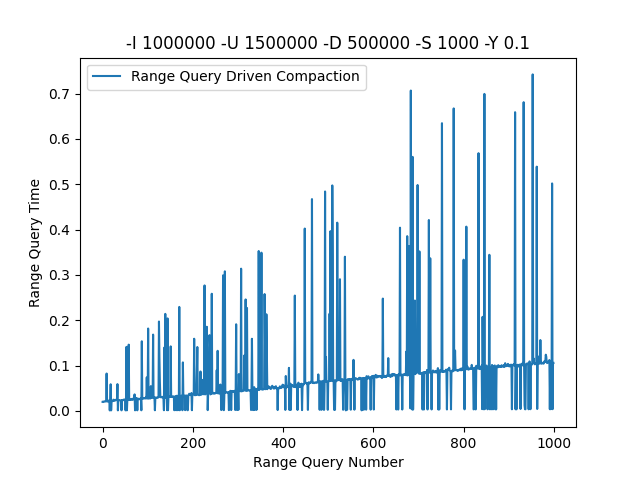 -I 1000000 -U 1500000 -D 500000 -S 1000 -Y 0.1
Range Query Driven Compaction
Range Query Time
0.7
0.6
0.5
0.4
0.3
0.2
0.1
0.0
0 200 400 600 800 1000
Range Query Number